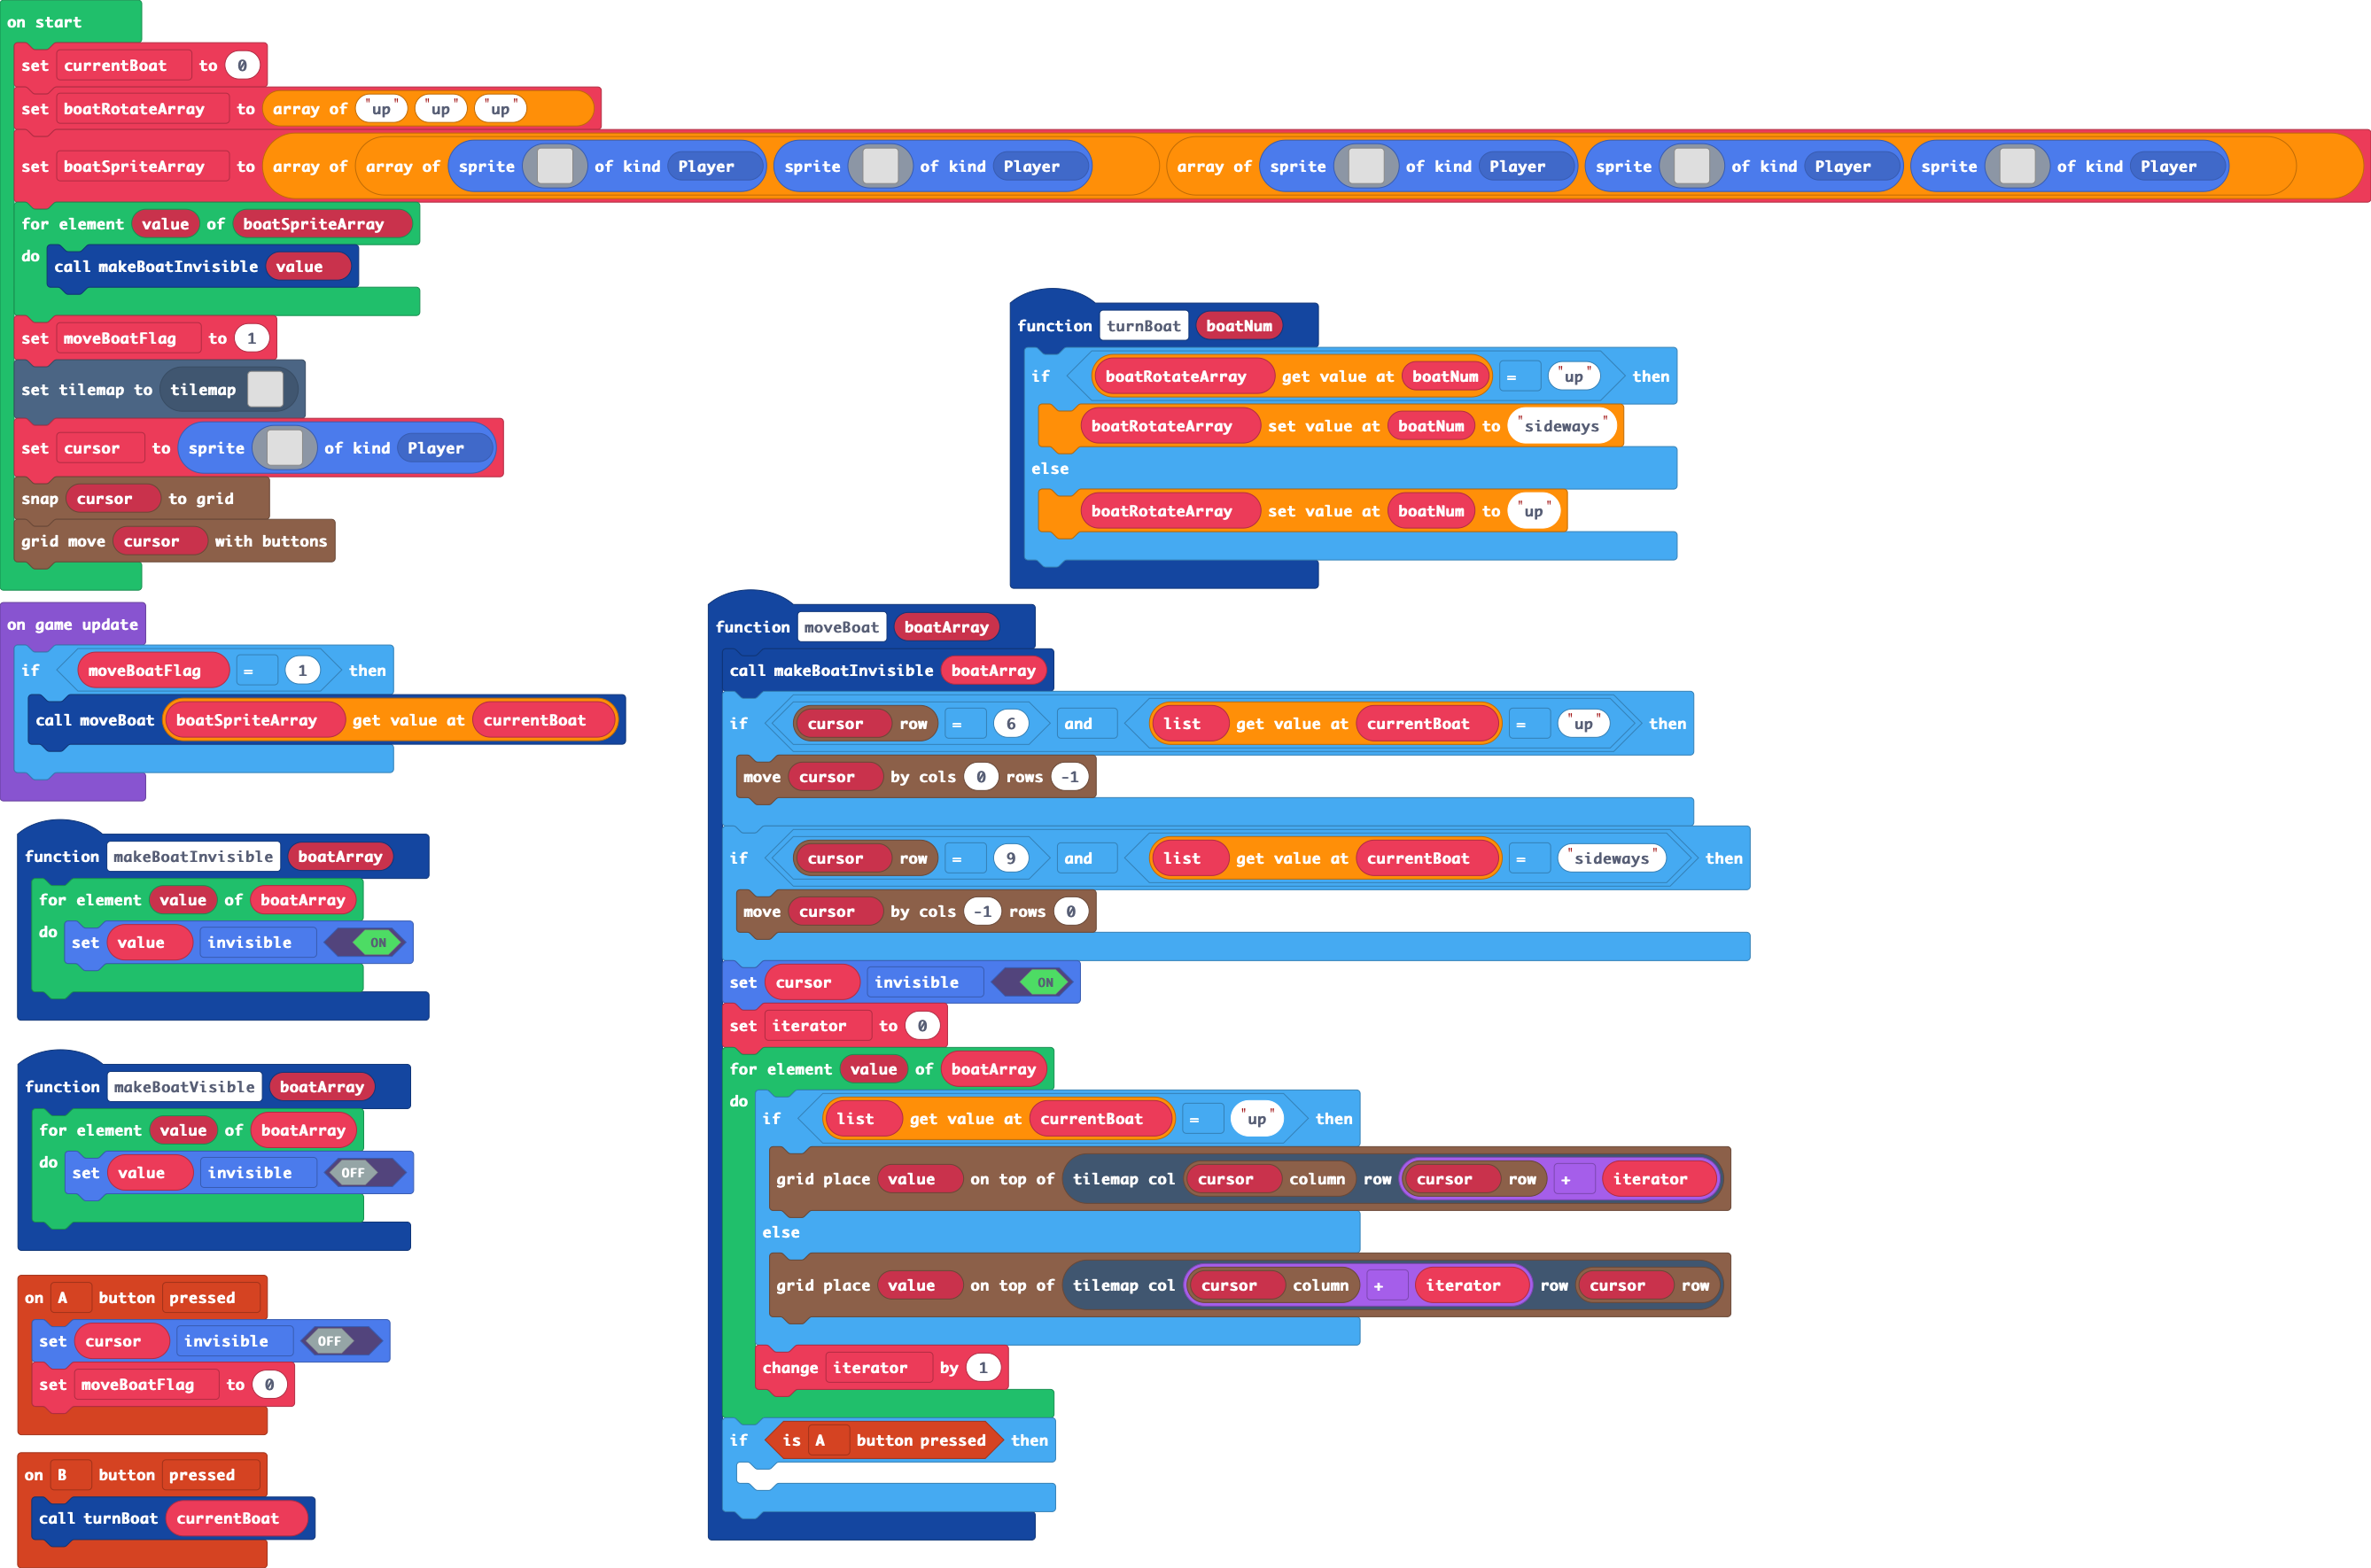 on start
set currentBoat to 0
set boatRotateArray to array of "up" "up" "up"
set boatSpriteArray to array of array of sprite of kind Player sprite of kind Player array of sprite of kind Player sprite of kind Player sprite of kind Player
for element value of boatSpriteArray
do call makeBoatInvisible value
set moveBoatFlag to 1
set tilemap to tilemap
set cursor to sprite of kind Player
snap cursor to grid
grid move cursor with buttons
on game update
if moveBoatFlag = 1 then
call moveBoat boatSpriteArray get value at currentBoat
function makeBoatInvisible boatArray
for element value of boatArray
do set value invisible ON
function makeBoatVisible boatArray
for element value of boatArray
do set value invisible OFF
on A button pressed
set cursor invisible OFF
set moveBoatFlag to 0
on B button pressed
call turnBoat currentBoat
function turnBoat boatNum
if boatRotateArray get value at boatNum = "up" then
boatRotateArray set value at boatNum to "sideways"
else
boatRotateArray set value at boatNum to "up"
function moveBoat boatArray
call makeBoatInvisible boatArray
if cursor row = 6 and list get value at currentBoat = "up" then
move cursor by cols 0 rows -1
if cursor row = 9 and list get value at currentBoat = "sideways" then
move cursor by cols -1 rows 0
set cursor invisible ON
set iterator to 0
for element value of boatArray
do if list get value at currentBoat = "up" then
grid place value on top of tilemap col cursor column row cursor row + iterator
else
grid place value on top of tilemap col cursor column + iterator row cursor row
change iterator by 1
if is A button pressed then